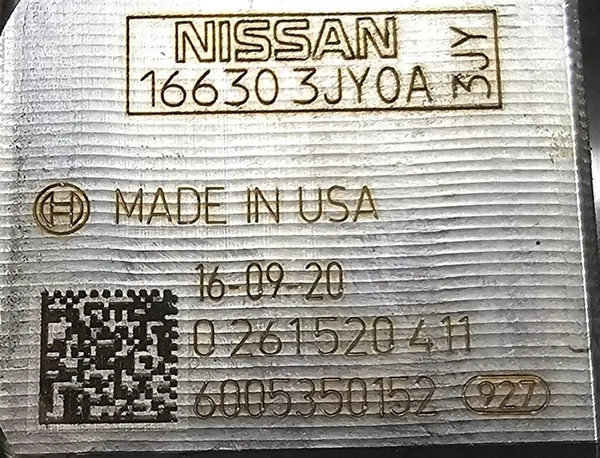 NISSAN
16630 3JY0A 3JY
MADE IN USA
16-09-20
0 261 520 411
6005350152 927